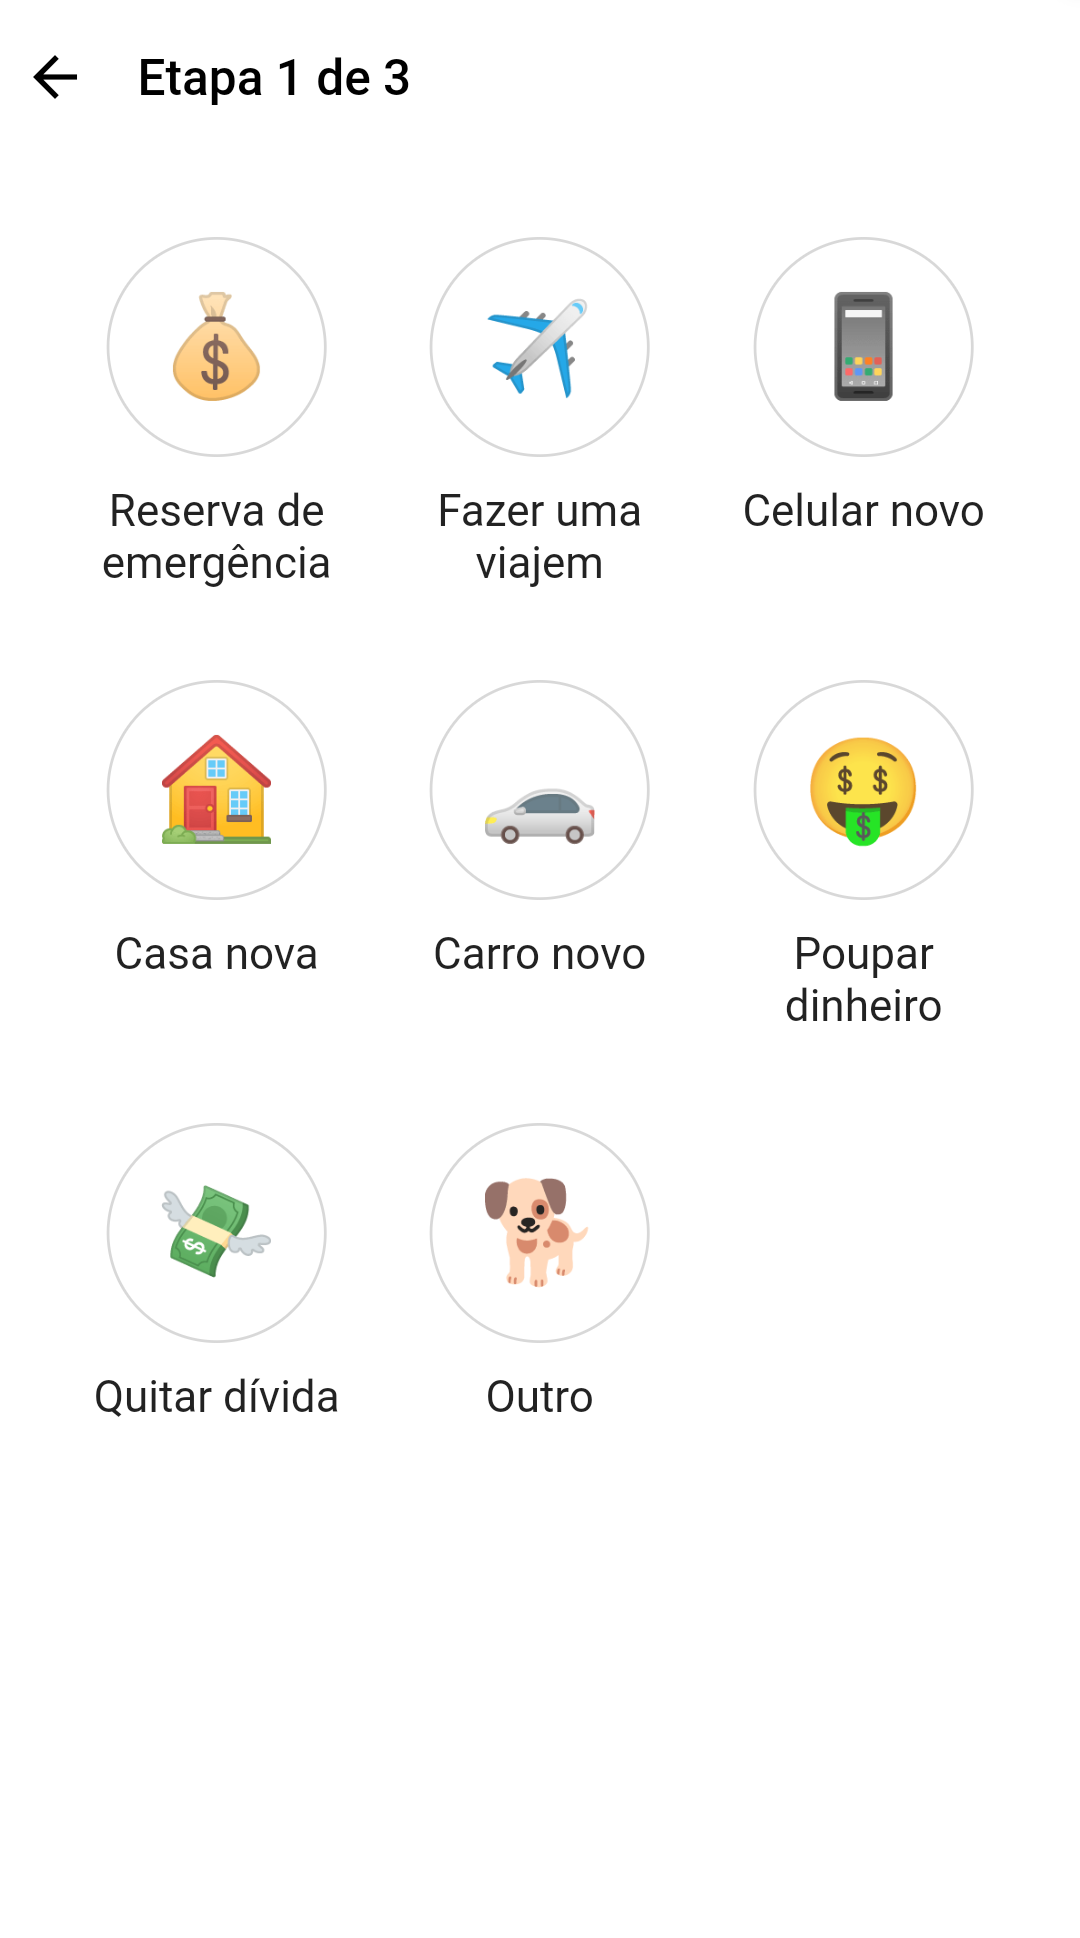 Etapa 1 de 3
Reserva de
emergência
Fazer uma
viajem
Celular novo
Casa nova
Carro novo
Poupar
dinheiro
Quitar dívida
Outro